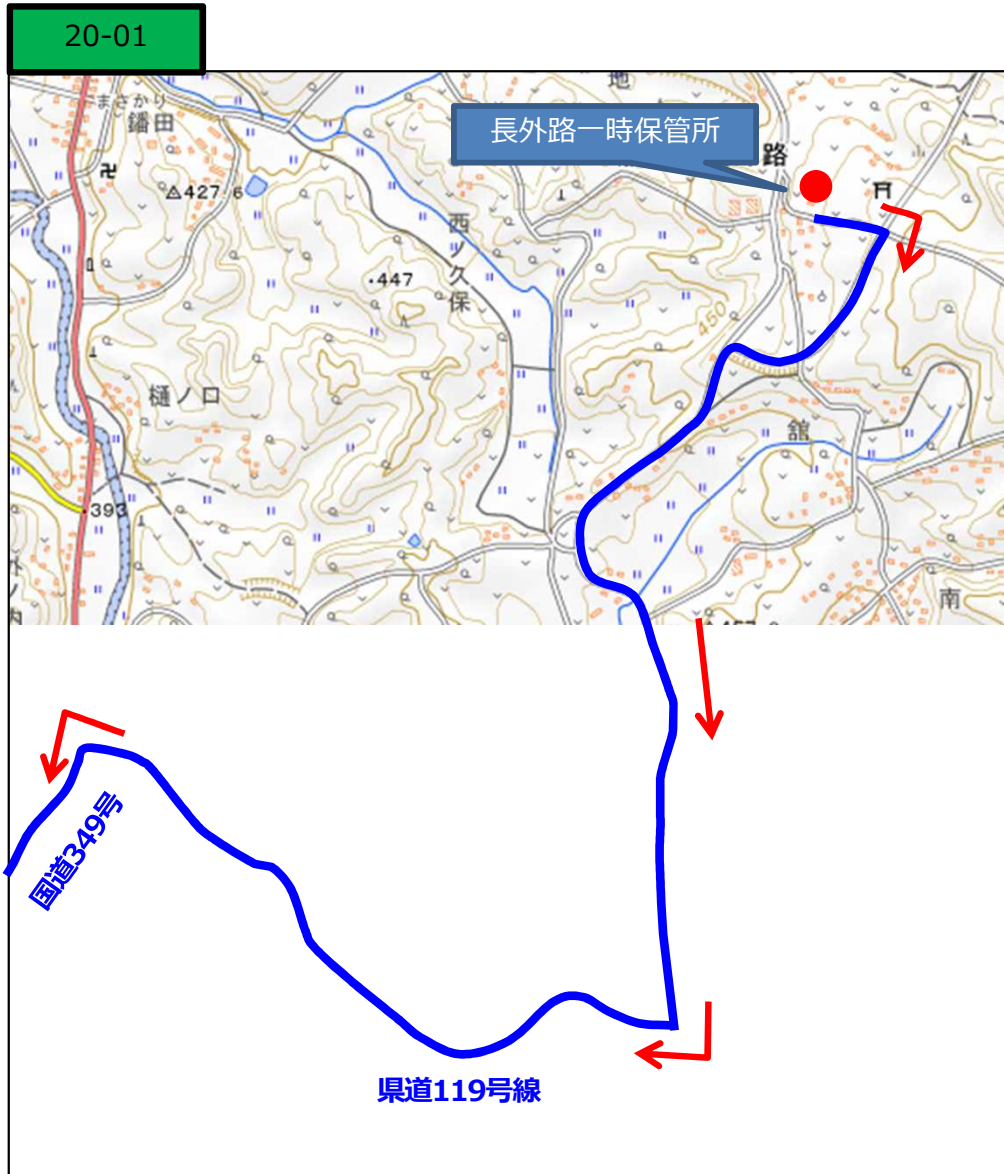 20-01
地
まさかり
鐇田
長外路一時保管所
路
427.6
西ノ久保
・447
450
樋ノ口
舘
393
南
国道349号
県道119号線